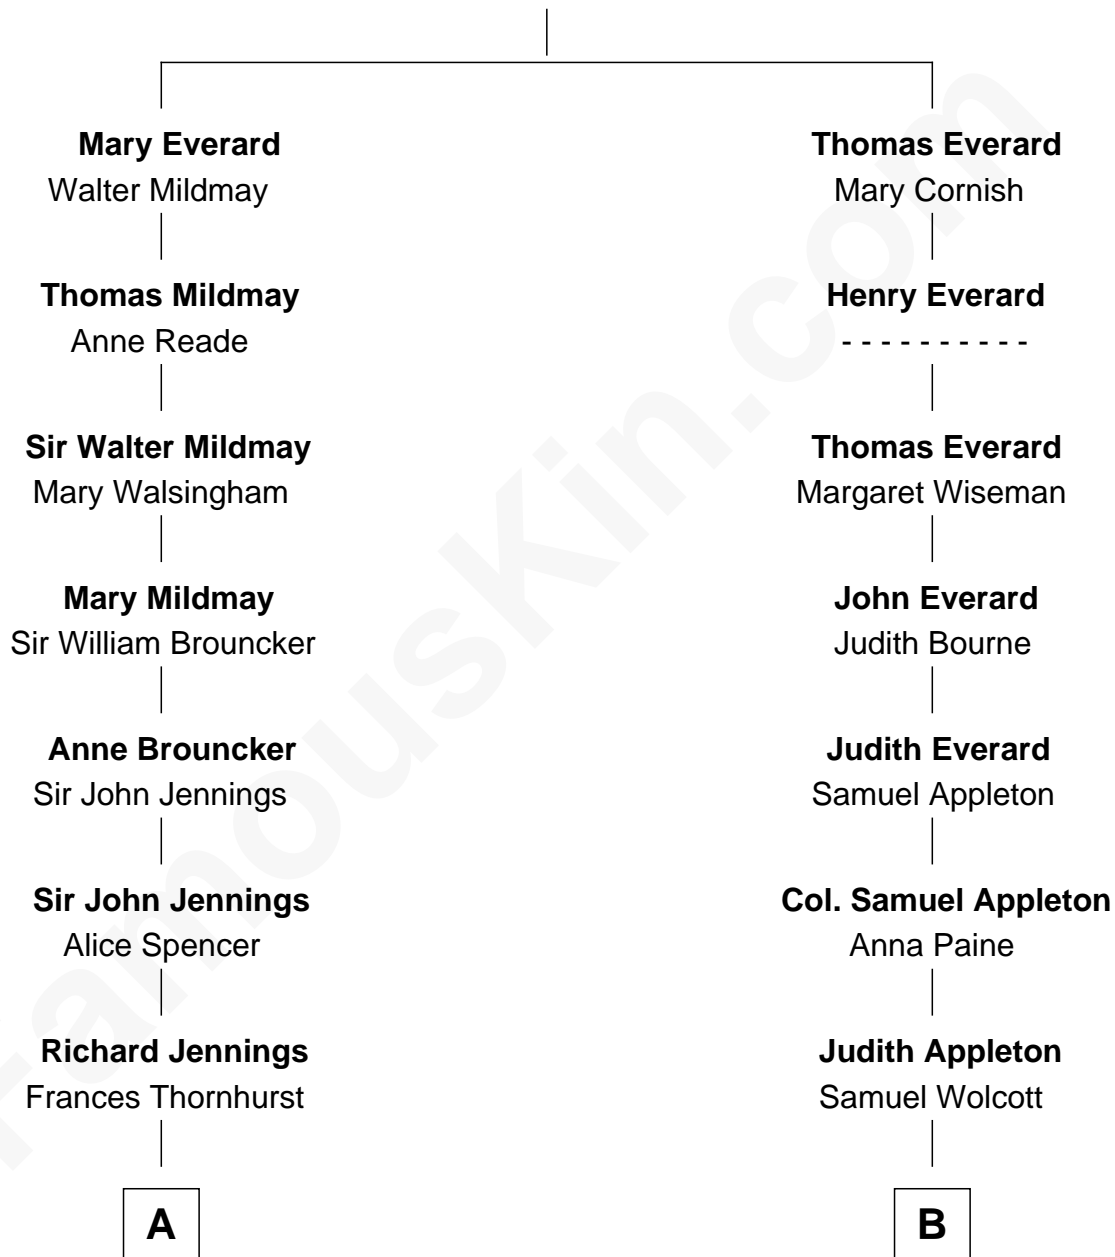 Mary Everard
Walter Mildmay
Thomas Mildmay
Anne Reade
Sir Walter Mildmay
Mary Walsingham
Mary Mildmay
Sir William Brouncker
Anne Brouncker
Sir John Jennings
Sir John Jennings
Alice Spencer
Richard Jennings
Frances Thornhurst
A
Thomas Everard
Mary Cornish
Henry Everard
- - - - - - - - - -
Thomas Everard
Margaret Wiseman
John Everard
Judith Bourne
Judith Everard
Samuel Appleton
Col. Samuel Appleton
Anna Paine
Judith Appleton
Samuel Wolcott
B
FamousKin.com